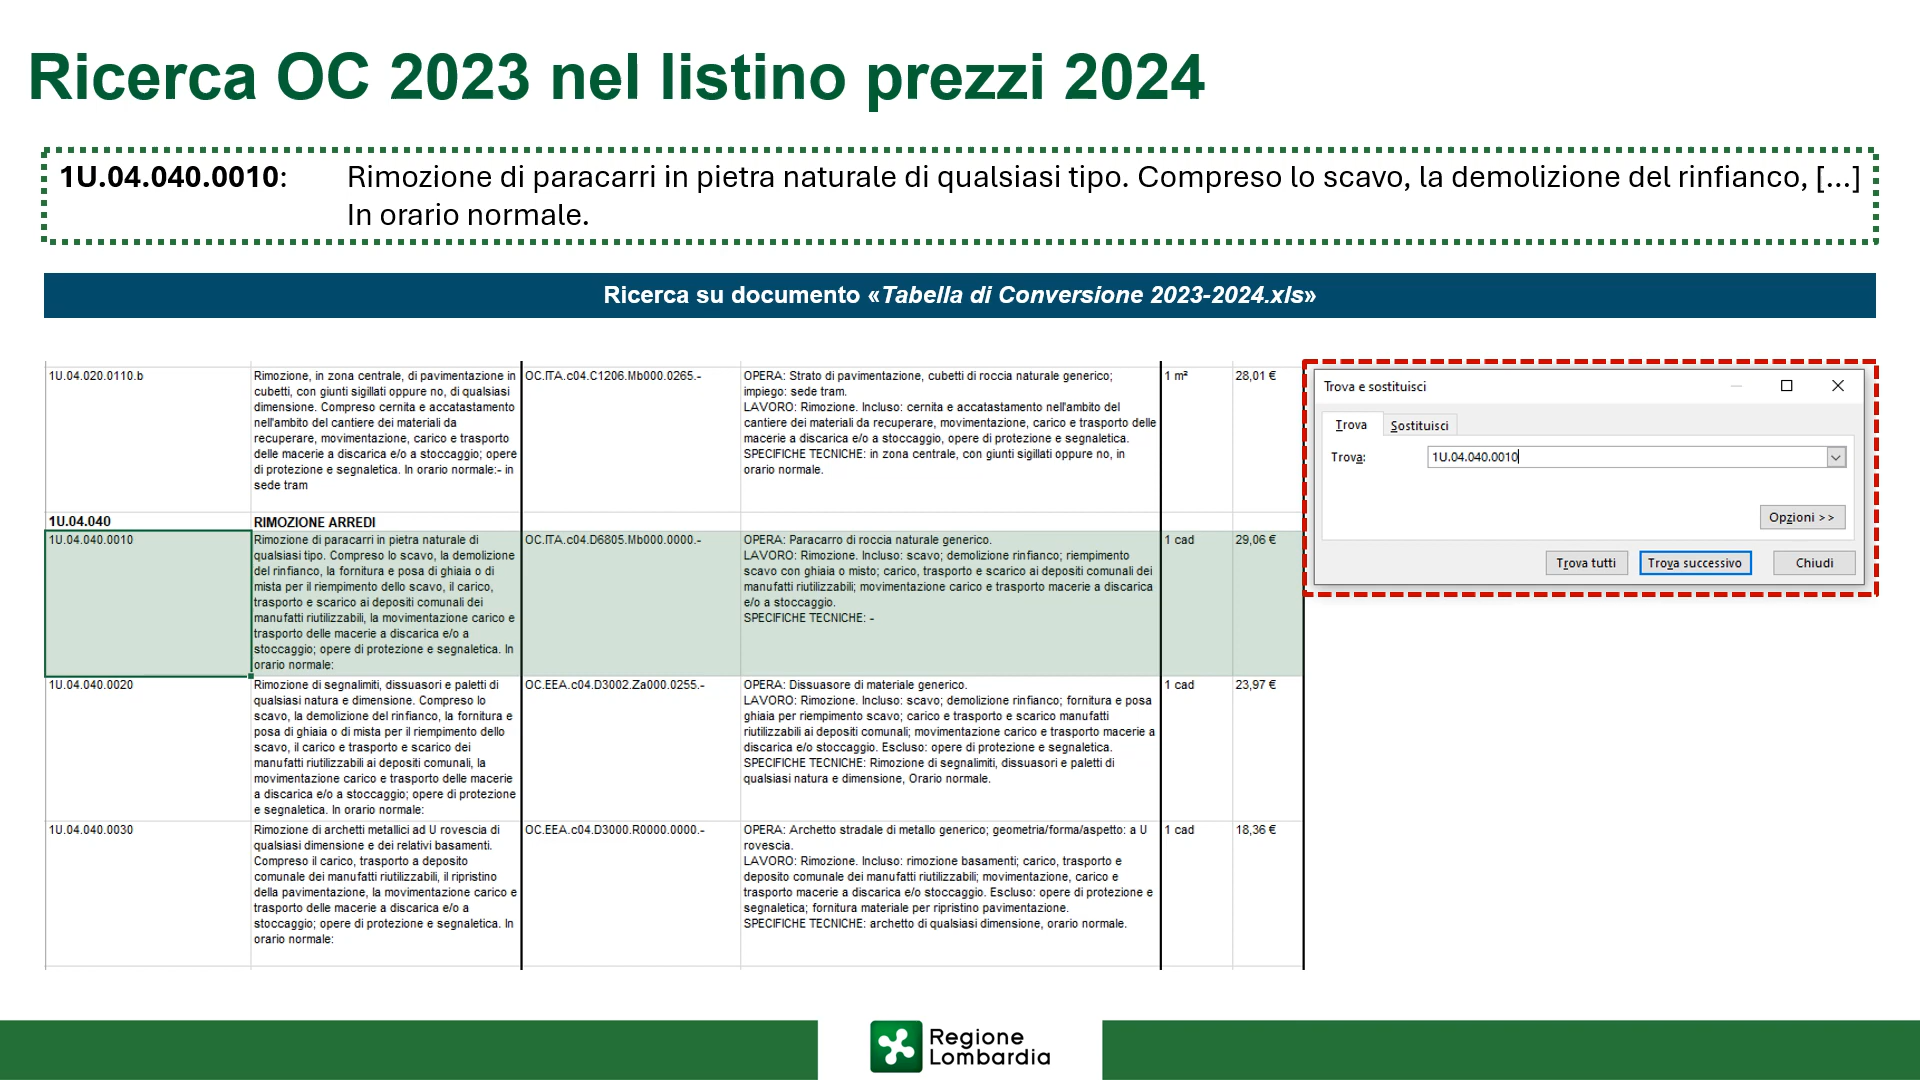 Ricerca OC 2023 nel listino prezzi 2024
1U.04.040.0010: Rimozione di paracarri in pietra naturale di qualsiasi tipo. Compreso lo scavo, la demolizione del rinfianco, [...]
In orario normale.
Ricerca su documento «Tabella di Conversione 2023-2024.xls»
1U.04.020.0110.b
Rimozione, in zona centrale, di pavimentazione in
cubetti, con giunti sigillati oppure no, di qualsiasi
dimensione. Compreso cernita e accatastamento
nell'ambito del cantiere dei materiali da
recuperare, movimentazione, carico e trasporto
delle macerie a discarica e/o a stoccaggio; opere
di protezione e segnaletica. In orario normale:- in
sede tram
OC.ITA.c04.C1206.Mb000.0265.-
OPERA: Strato di pavimentazione, cubetti di roccia naturale generico;
impiego: sede tram.
LAVORO: Rimozione. Incluso: cernita e accatastamento nell'ambito del
cantiere dei materiali da recuperare, movimentazione, carico e trasporto delle
macerie a discarica e/o a stoccaggio, opere di protezione e segnaletica.
SPECIFICHE TECNICHE: in zona centrale, con giunti sigillati oppure no, in
orario normale.
1 m²
28,01 €
1U.04.040
RIMOZIONE ARREDI
1U.04.040.0010
Rimozione di paracarri in pietra naturale di
qualsiasi tipo. Compreso lo scavo, la demolizione
del rinfianco, la fornitura e posa di ghiaia o di
mista per il riempimento dello scavo, il carico,
trasporto e scarico ai depositi comunali dei
manufatti riutilizzabili, la movimentazione carico e
trasporto delle macerie a discarica e/o a
stoccaggio; opere di protezione e segnaletica. In
orario normale:
OC.ITA.c04.D6805.Mb000.0000.-
OPERA: Paracarro di roccia naturale generico.
LAVORO: Rimozione. Incluso: scavo; demolizione rinfianco; riempimento
scavo con ghiaia o misto; carico, trasporto e scarico ai depositi comunali dei
manufatti riutilizzabili; movimentazione carico e trasporto macerie a discarica
e/o a stoccaggio.
SPECIFICHE TECNICHE: -
1 cad
29,06 €
1U.04.040.0020
Rimozione di segnalimiti, dissuasori e paletti di
qualsiasi natura e dimensione. Compreso lo
scavo, la demolizione del rinfianco, la fornitura e
posa di ghiaia o di mista per il riempimento dello
scavo, il carico e trasporto e scarico dei
manufatti riutilizzabili ai depositi comunali, la
movimentazione carico e trasporto delle macerie
a discarica e/o a stoccaggio; opere di protezione
e segnaletica. In orario normale:
OC.EEA.c04.D3002.Za000.0255.-
OPERA: Dissuasore di materiale generico.
LAVORO: Rimozione. Incluso: scavo; demolizione rinfianco; fornitura e posa
ghiaia per riempimento scavo; carico e trasporto e scarico manufatti
riutilizzabili ai depositi comunali; movimentazione carico e trasporto macerie a
discarica e/o stoccaggio. Escluso: opere di protezione e segnaletica.
SPECIFICHE TECNICHE: Rimozione di segnalimiti, dissuasori e paletti di
qualsiasi natura e dimensione, Orario normale.
1 cad
23,97 €
1U.04.040.0030
Rimozione di archetti metallici ad U rovescia di
qualsiasi dimensione e dei relativi basamenti.
Compreso il carico, trasporto a deposito
comunale dei manufatti riutilizzabili, il ripristino
della pavimentazione, la movimentazione carico e
trasporto delle macerie a discarica e/o a
stoccaggio; opere di protezione e segnaletica. In
orario normale:
OC.EEA.c04.D3000.R0000.0000.-
OPERA: Archetto stradale di metallo generico; geometria/forma/aspetto: a U
rovescia.
LAVORO: Rimozione. Incluso: rimozione basamenti; carico, trasporto e
deposito comunale dei manufatti riutilizzabili; movimentazione, carico e
trasporto macerie a discarica e/o stoccaggio. Escluso: opere di protezione e
segnaletica; fornitura materiale per ripristino pavimentazione.
SPECIFICHE TECNICHE: archetto di qualsiasi dimensione, orario normale.
1 cad
18,36 €
Trova e sostituisci
Trova
Sostituisci
Trova: 1U.04.040.0010
Opzioni >>
Trova tutti
Trova successivo
Chiudi
Regione
Lombardia